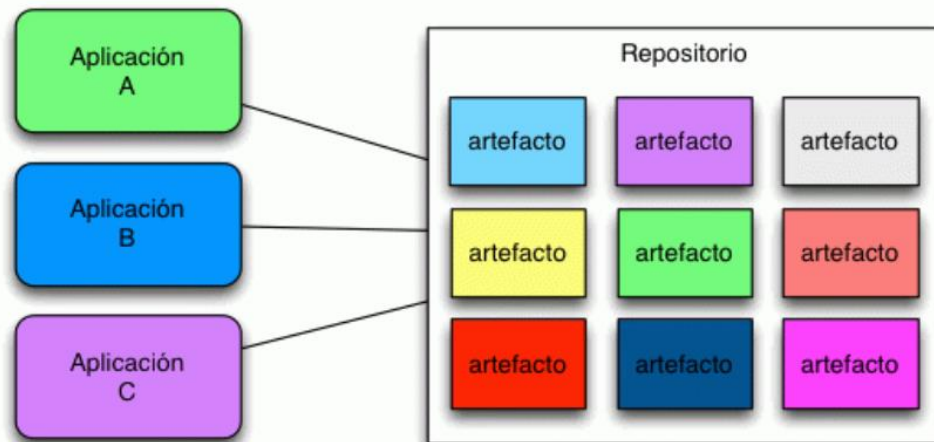 Aplicación
A
Aplicación
B
Aplicación
C
Repositorio
artefacto artefacto artefacto
artefacto artefacto artefacto
artefacto artefacto artefacto